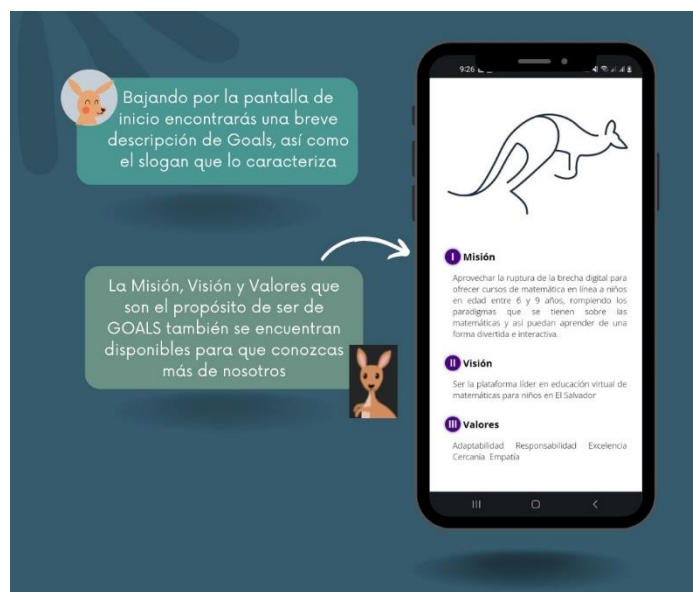 Bajando por la pantalla de
inicio encontrarás una breve
descripción de Goals, así como
el slogan que lo caracteriza
La Misión, Visión y Valores que
son el propósito de ser de
GOALS también se encuentran
disponibles para que conozcas
más de nosotros
9:26
I Misión
Aprovechar la ruptura de la brecha digital para
ofrecer cursos de matemática en línea a niños
en edad entre 6 y 9 años, rompiendo los
paradigmas que se tienen sobre las
matemáticas y así puedan aprender de una
forma divertida e interactiva.
II Visión
Ser la plataforma líder en educación virtual de
matemáticas para niños en El Salvador
III Valores
Adaptabilidad Responsabilidad Excelencia
Cercanía Empatía